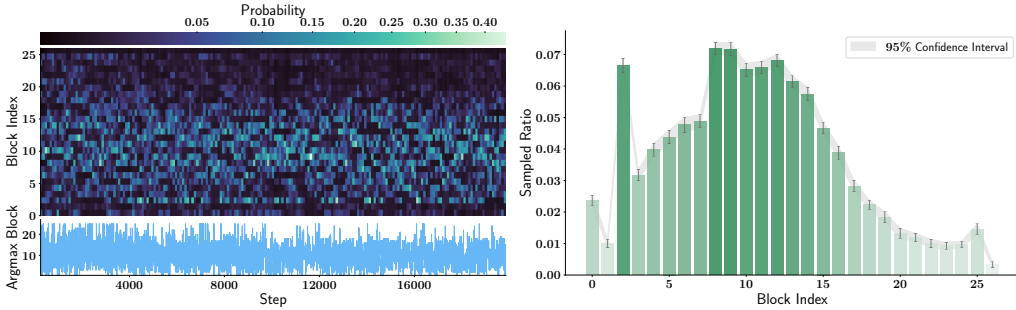 Probability
0.05 0.10 0.15 0.20 0.25 0.30 0.35 0.40
Block Index
25
20
15
10
5
0
Argmax Block
20
10
4000 8000 12000 16000
Step
95% Confidence Interval
Sampled Ratio
0.07
0.06
0.05
0.04
0.03
0.02
0.01
0.00
0 5 10 15 20 25
Block Index